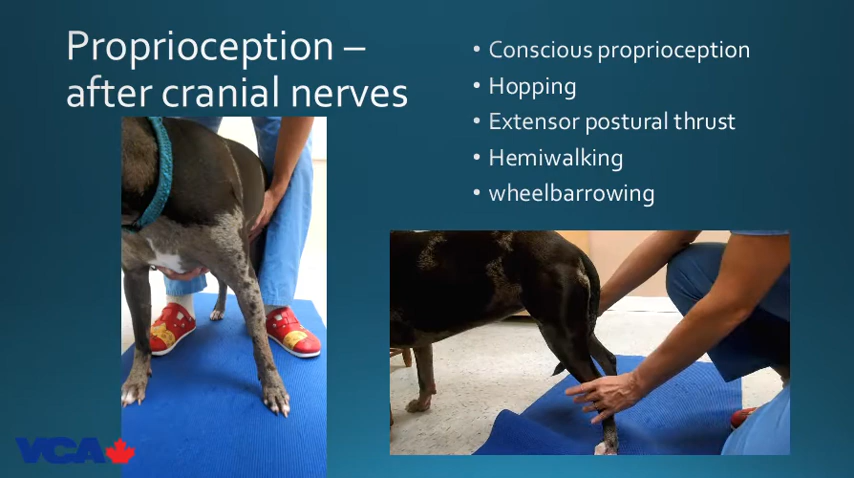 Proprioception –
after cranial nerves
• Conscious proprioception
• Hopping
• Extensor postural thrust
• Hemiwalking
• wheelbarrowing
VCA